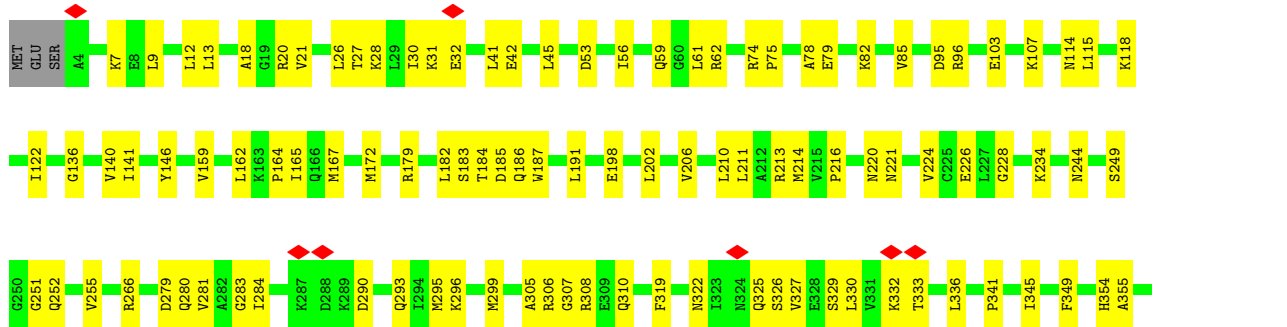 MET GLU SER A4 K7 E8 L9 L12 L13 A18 G19 R20 V21 L26 T27 K28 L29 I30 K31 E32 L41 E42 L45 D53 I56 Q59 G60 L61 R62 R74 P75 A78 E79 K82 V85 D95 R96 E103 K107 N114 L115 K118
I122 G136 V140 I141 Y146 V159 L162 K163 P164 I165 Q166 M167 M172 R179 L182 S183 T184 D185 Q186 W187 L191 E198 L202 V206 L210 L211 A212 R213 M214 V215 P216 N220 N221 V224 C225 E226 L227 G228 K234 N244 S249
G250 G251 Q252 V255 R266 D279 Q280 V281 A282 G283 I284 K287 D288 K289 D290 Q293 I294 M295 K296 M299 A305 R306 G307 R308 E309 Q310 F319 N322 I323 N324 Q325 S326 V327 E328 S329 L330 V331 K332 T333 L336 P341 I345 F349 H354 A355